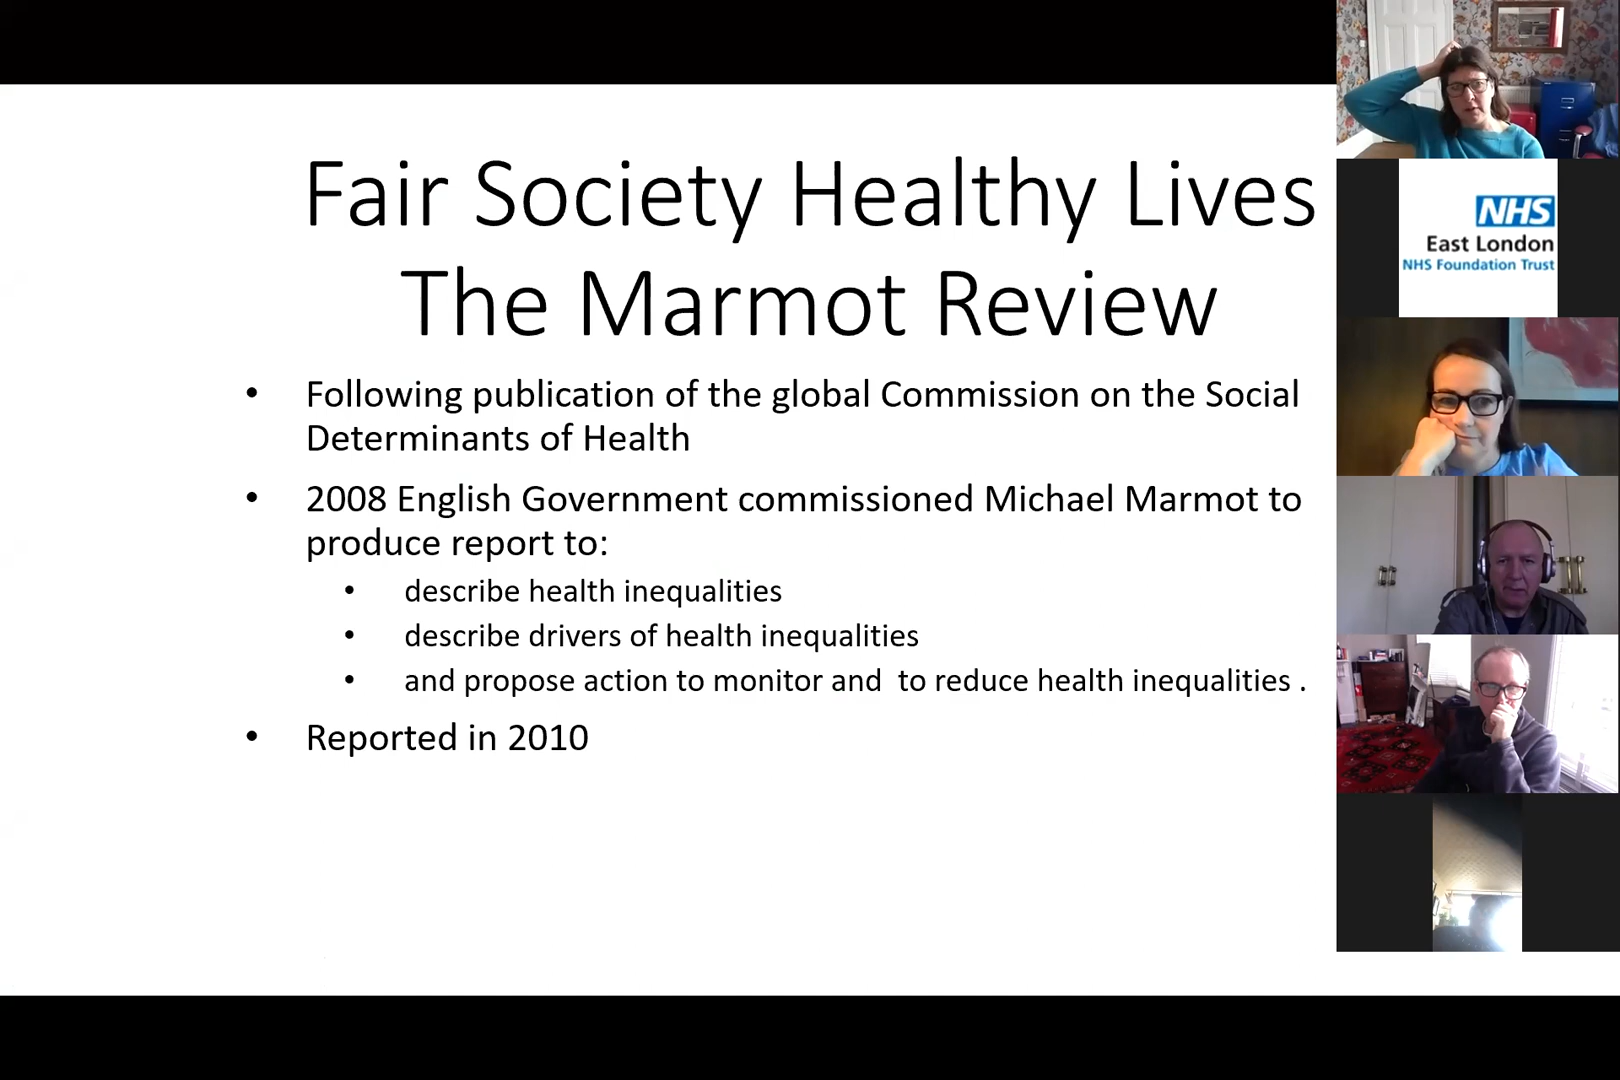 Fair Society Healthy Lives
The Marmot Review
• Following publication of the global Commission on the Social
Determinants of Health
• 2008 English Government commissioned Michael Marmot to
produce report to:
• describe health inequalities
• describe drivers of health inequalities
• and propose action to monitor and  to reduce health inequalities .
• Reported in 2010
NHS
East London
NHS Foundation Trust